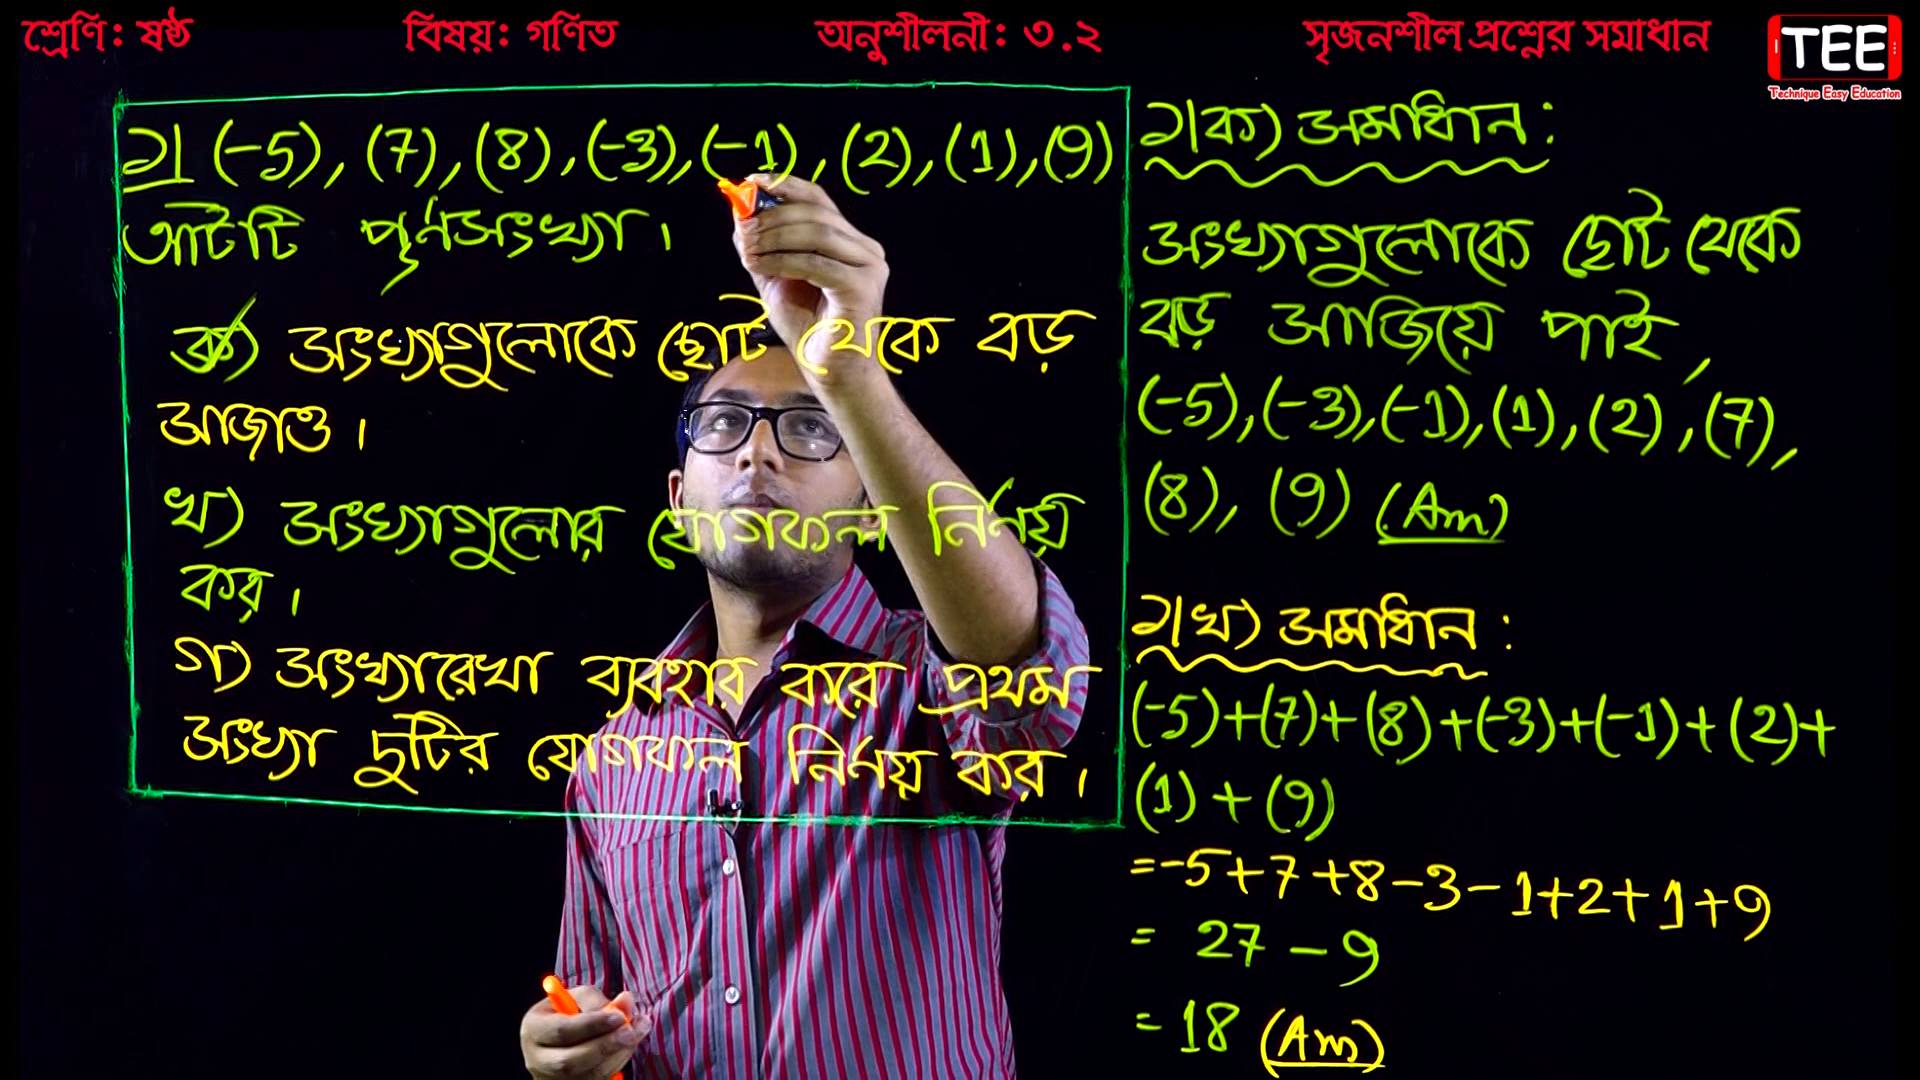 শ্রেণি: ষষ্ঠ
বিষয়: গণিত
অনুশীলনী: ৩.২
সৃজনশীল প্রশ্নের সমাধান
TEE
Technique Easy Education
১। (-5), (7), (8), (-3), (-1), (2), (1), (9)
আটটি পূর্ণসংখ্যা।
ক) সংখ্যাগুলোকে ছোট থেকে বড়
সাজাও।
খ) সংখ্যাগুলোর যোগফল নির্ণয়
কর।
গ) সংখ্যারেখা ব্যবহার করে প্রথম
সংখ্যা দুটির যোগফল নির্ণয় কর।
১।ক) সমাধান:
সংখ্যাগুলোকে ছোট থেকে
বড় সাজিয়ে পাই,
(-5), (-3), (-1), (1), (2), (7),
(8), (9) (Ans)
১।খ) সমাধান:
(-5)+(7)+(8)+(-3)+(-1)+(2)+
(1)+(9)
=-5+7+8-3-1+2+1+9
= 27-9
= 18 (Ans)